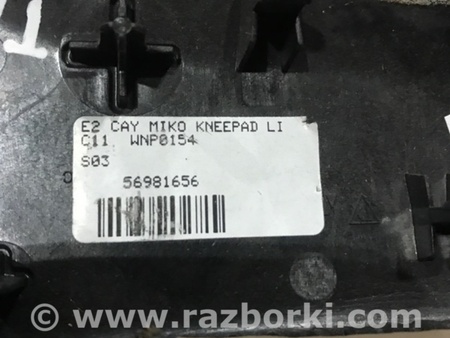 E2 CAY MIKO KNEEPAD LI
C11 WNP0154
S03
56981656
www.razborki.com